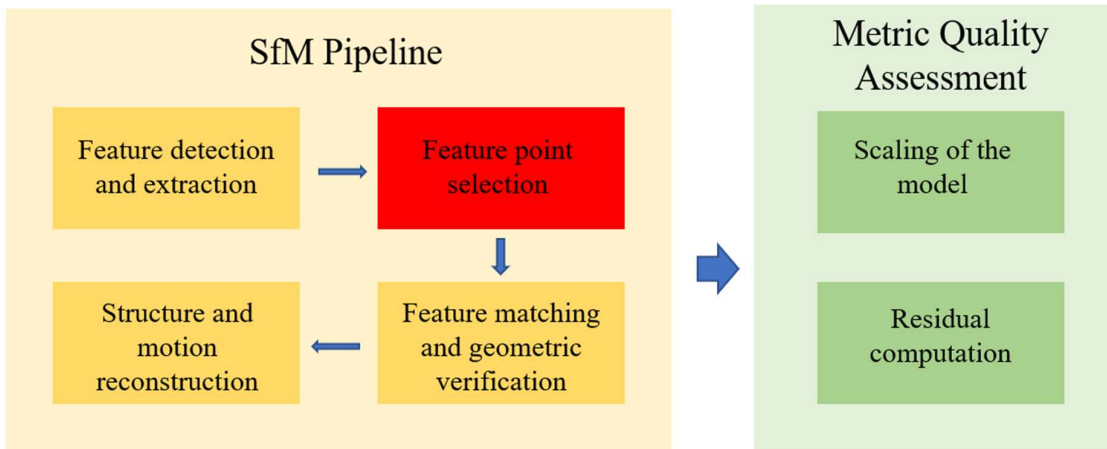 SfM Pipeline
Feature detection
and extraction
Feature point
selection
Structure and
motion
reconstruction
Feature matching
and geometric
verification
Metric Quality
Assessment
Scaling of the
model
Residual
computation